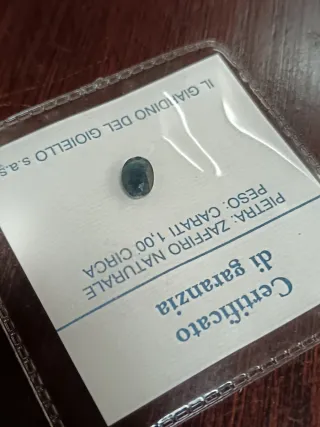 Certificato
di garanzia
PIETRA: ZAFFIRO NATURALE
PESO: CARATI 1,00 CIRCA
IL GIARDINO DEL GIOIELLO s.a.s